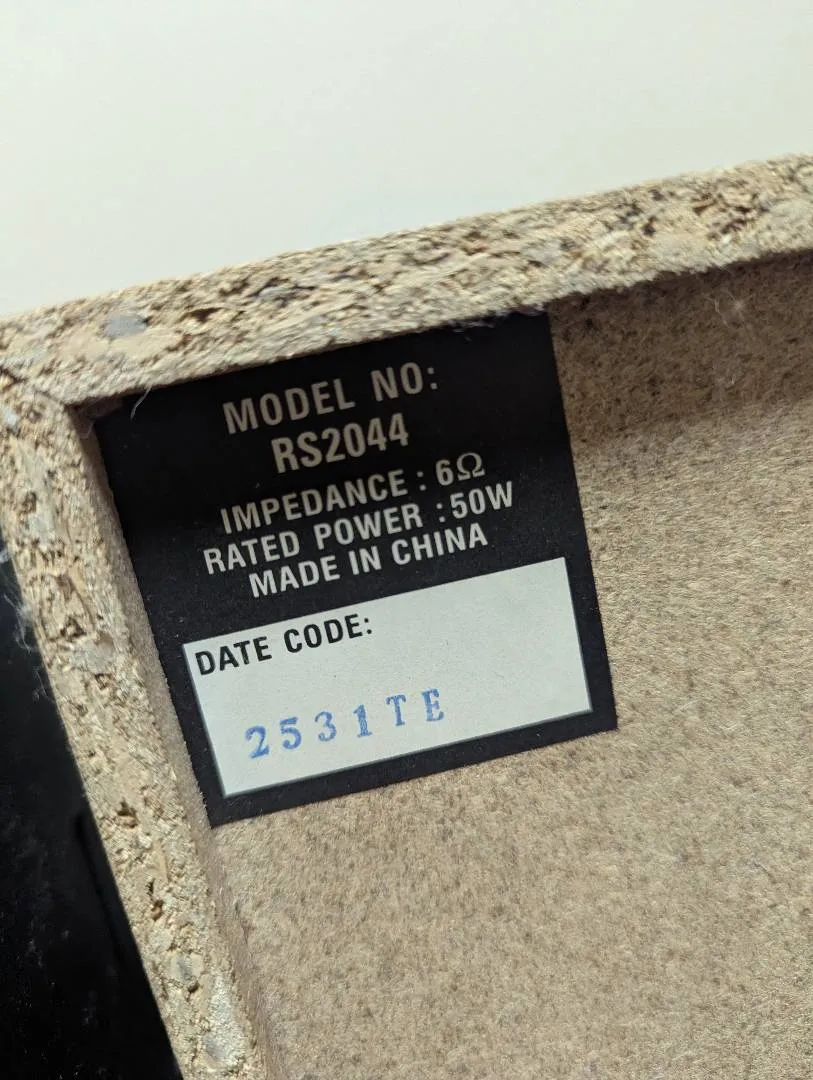 MODEL NO:
RS2044
IMPEDANCE : 6Ω
RATED POWER : 50W
MADE IN CHINA
DATE CODE:
2531TE